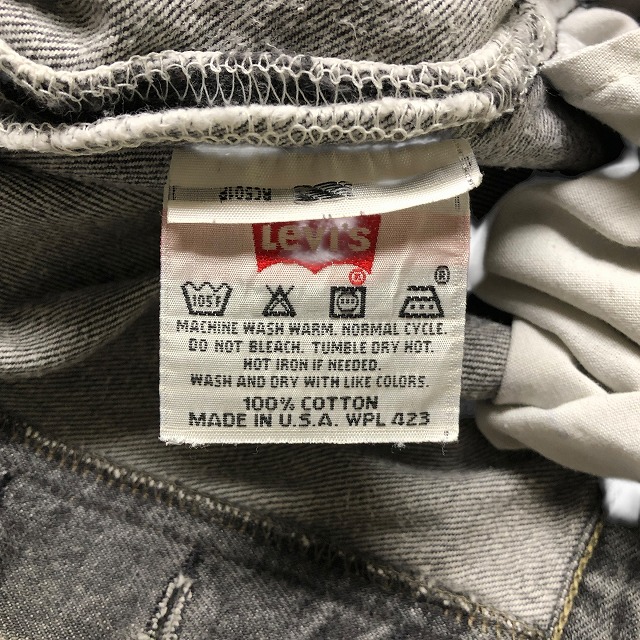 Levi's
®
®
105F
MACHINE WASH WARM. NORMAL CYCLE.
DO NOT BLEACH. TUMBLE DRY HOT.
HOT IRON IF NEEDED.
WASH AND DRY WITH LIKE COLORS.
100% COTTON
MADE IN U.S.A. WPL 423